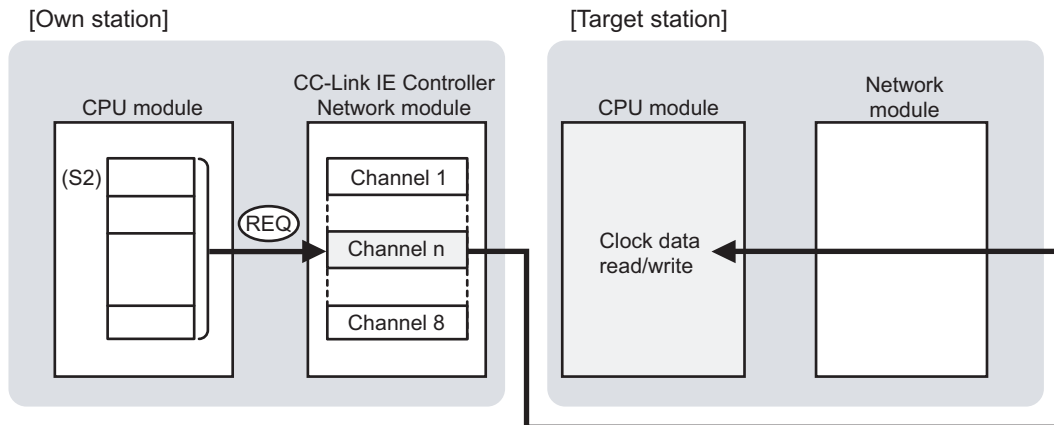 [Own station]
[Target station]
CC-Link IE Controller
Network module
CPU module
(S2)
REQ
Channel 1
Channel n
Channel 8
CPU module
Clock data
read/write
Network
module